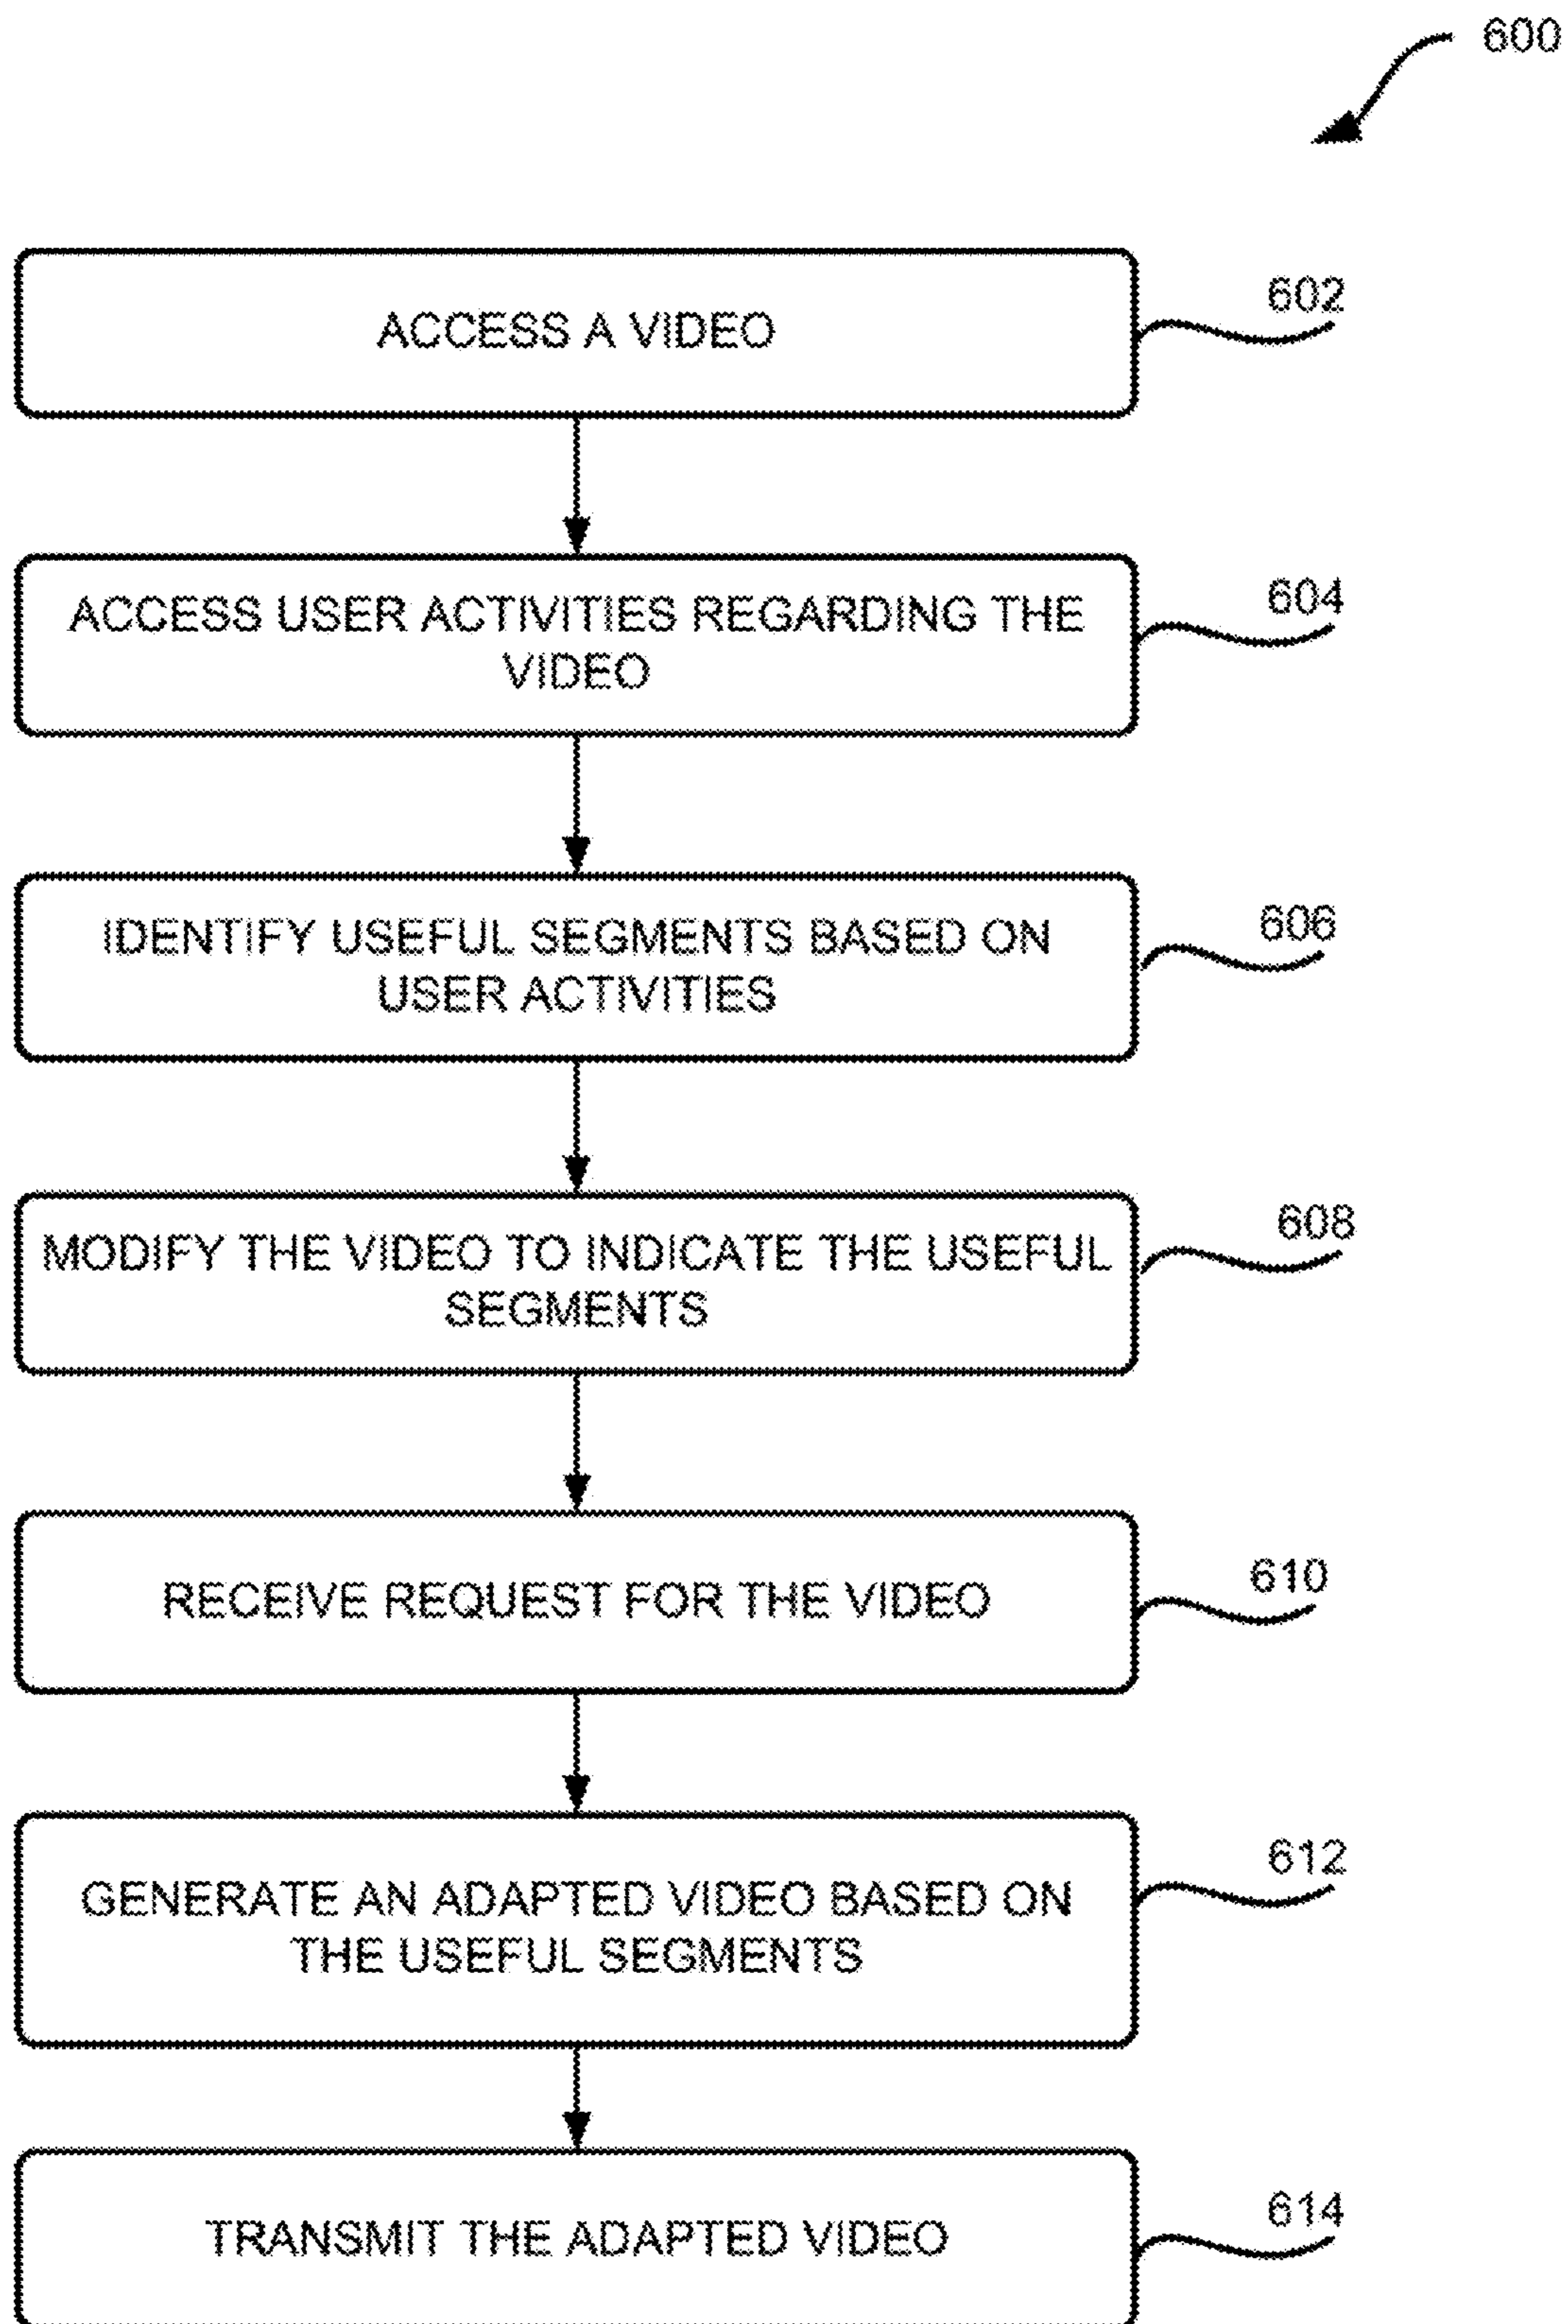 600
ACCESS A VIDEO
602
ACCESS USER ACTIVITIES REGARDING THE
VIDEO
604
IDENTIFY USEFUL SEGMENTS BASED ON
USER ACTIVITIES
606
MODIFY THE VIDEO TO INDICATE THE USEFUL
SEGMENTS
608
RECEIVE REQUEST FOR THE VIDEO
610
GENERATE AN ADAPTED VIDEO BASED ON
THE USEFUL SEGMENTS
612
TRANSMIT THE ADAPTED VIDEO
614